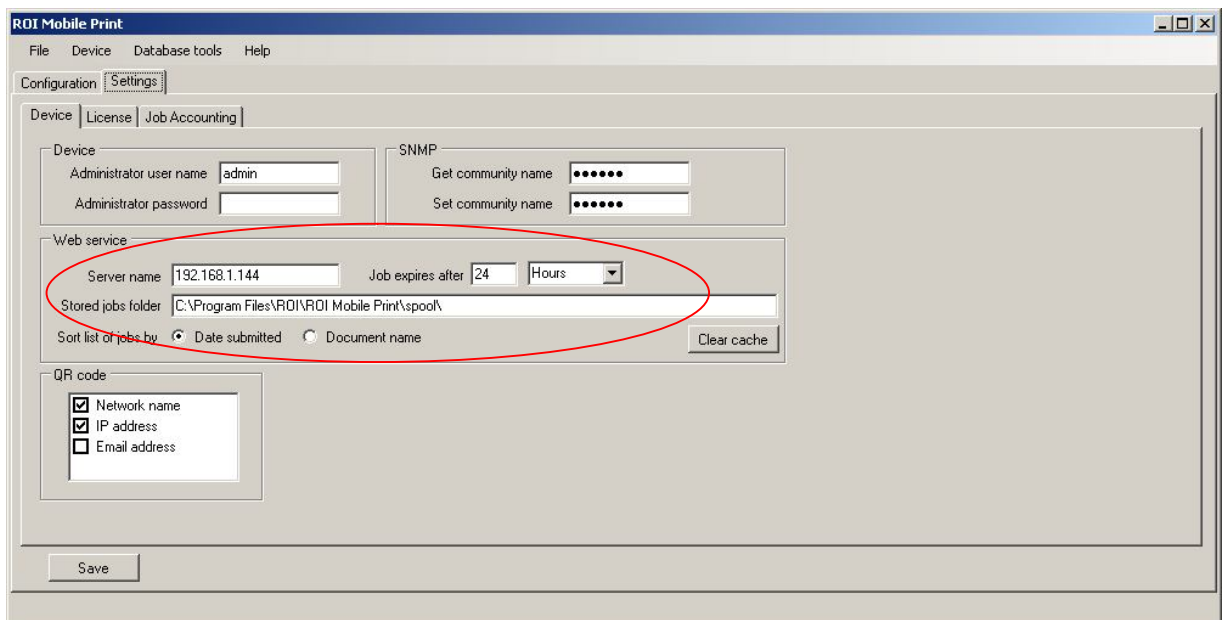 ROI Mobile Print
File Device Database tools Help
Configuration Settings
Device License Job Accounting
Device
Administrator user name admin
Administrator password
SNMP
Get community name ●●●●●●
Set community name ●●●●●●
Web service
Server name 192.168.1.144 Job expires after 24 Hours
Stored jobs folder C:\Program Files\ROI\ROI Mobile Print\spool\
Sort list of jobs by Date submitted Document name Clear cache
QR code
Network name
IP address
Email address
Save